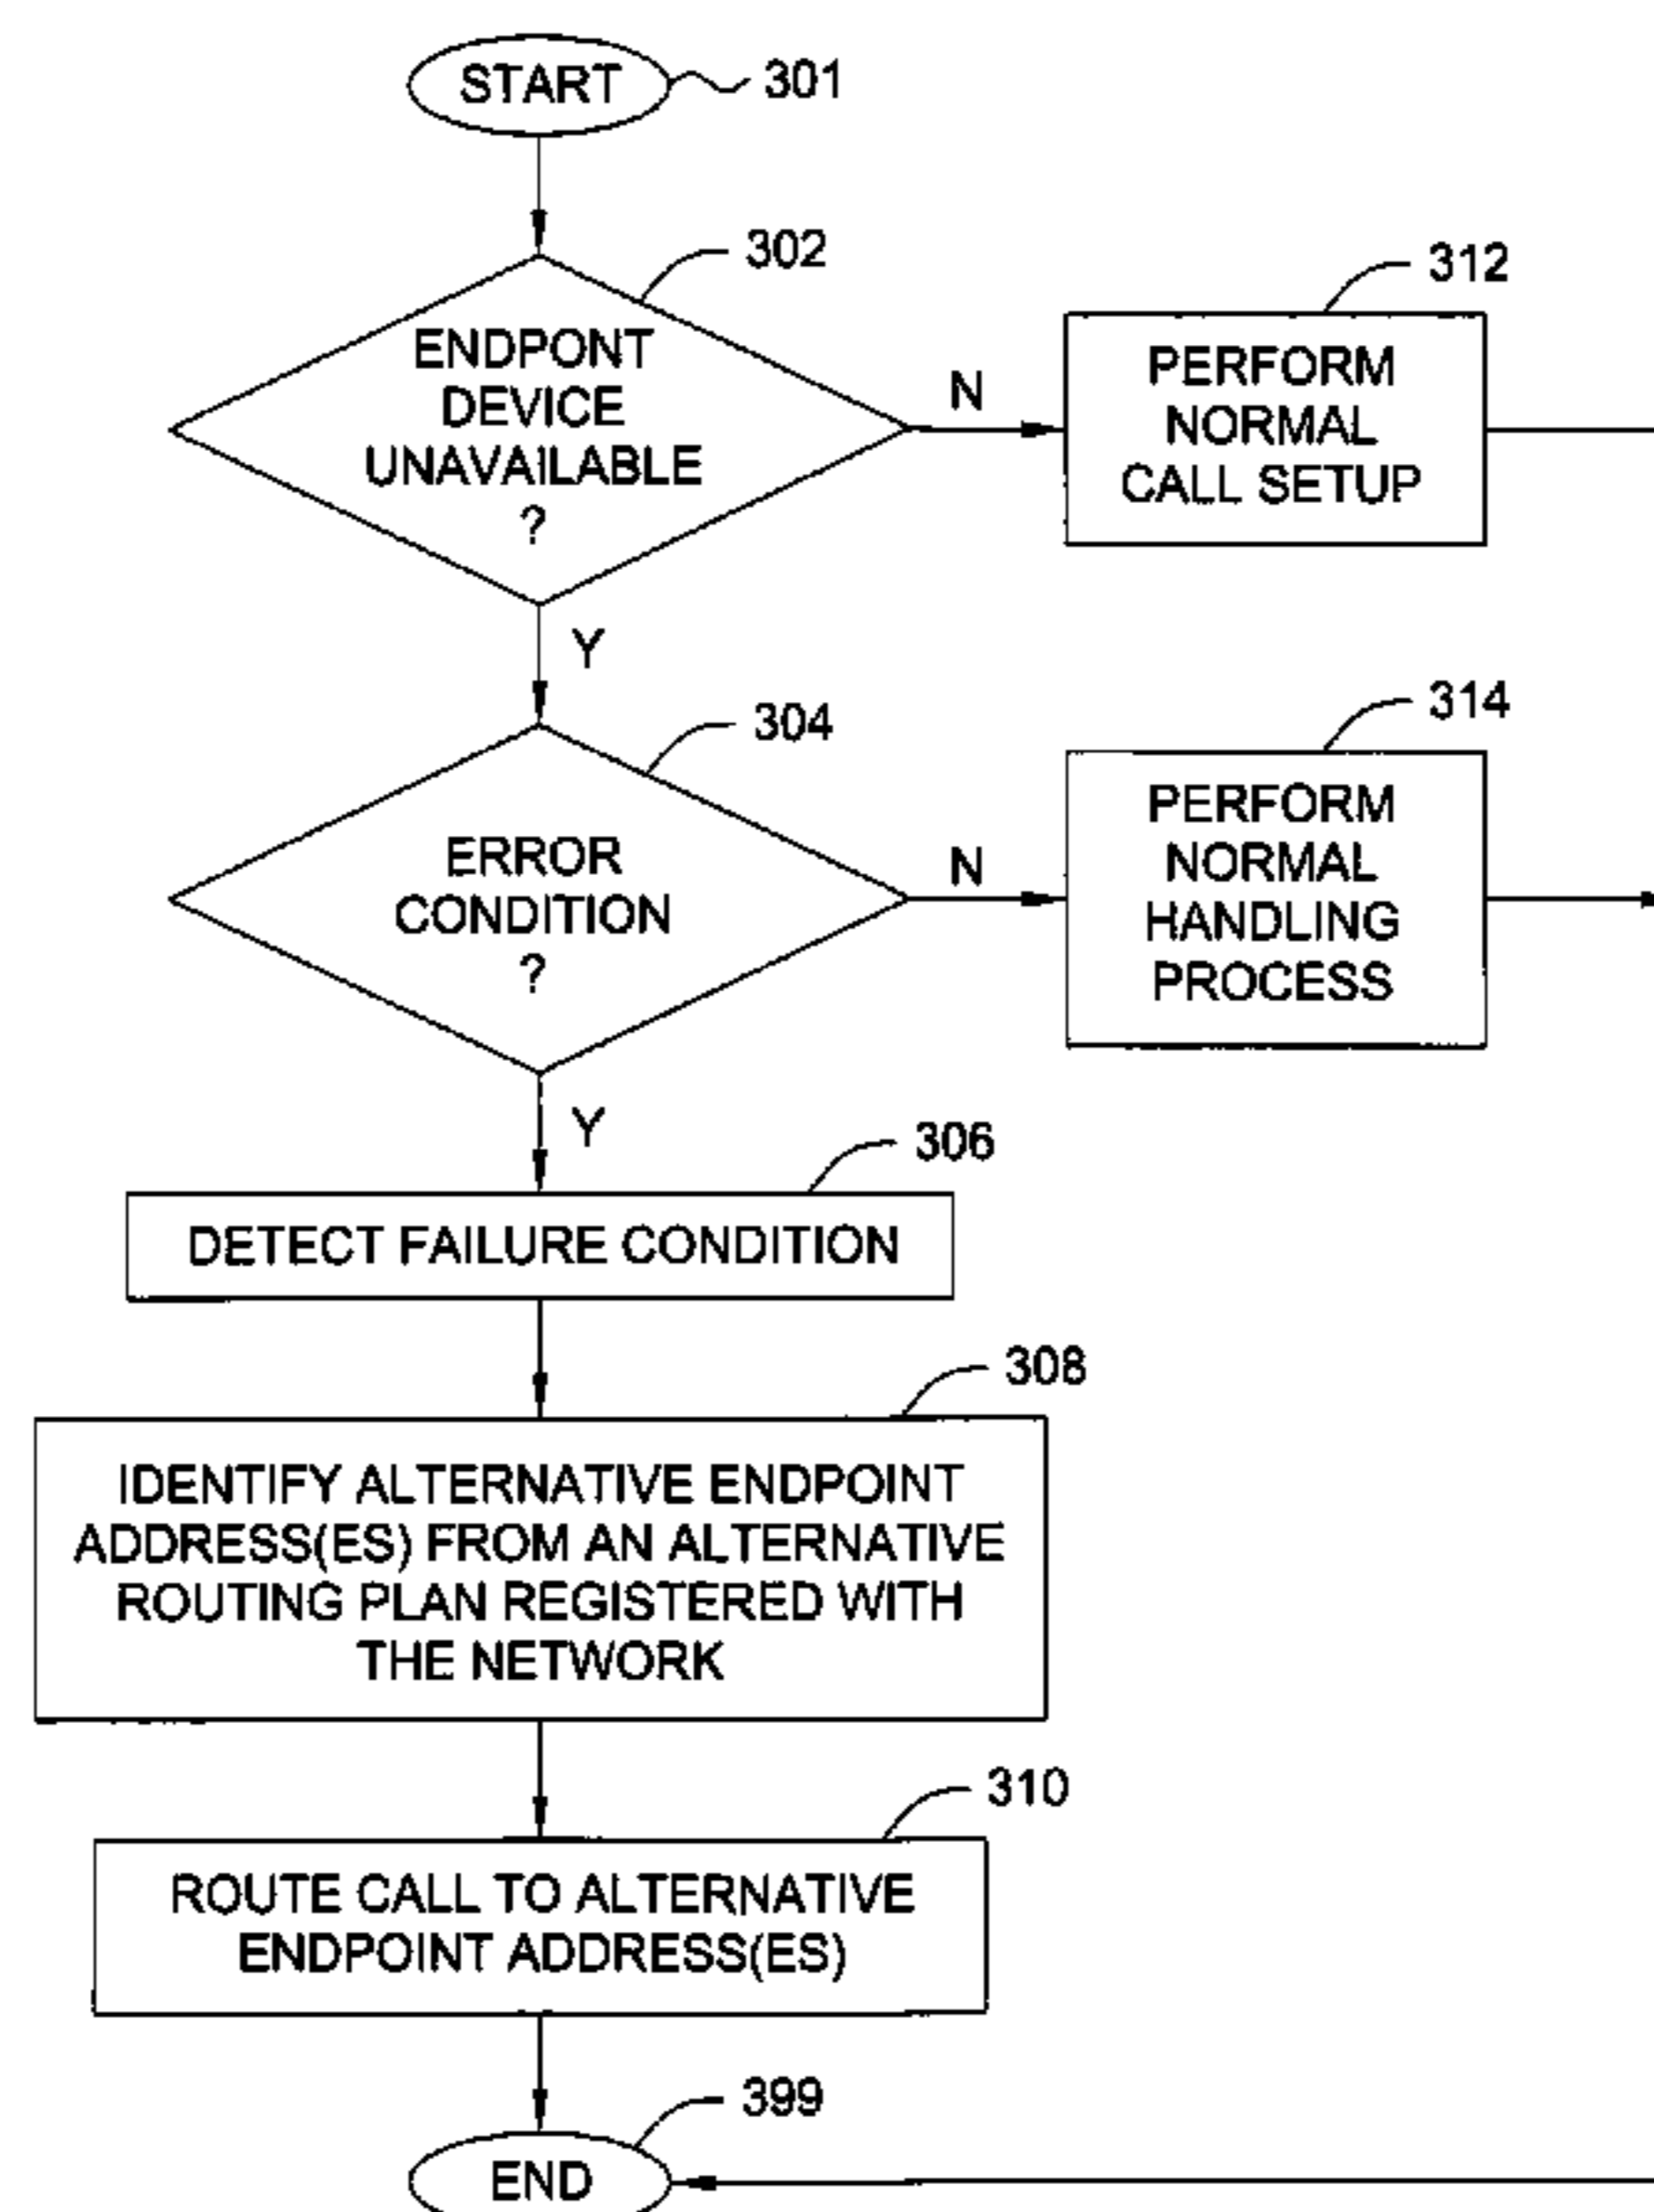 START
301
302
ENDPONT
DEVICE
UNAVAILABLE
?
N
312
PERFORM
NORMAL
CALL SETUP
Y
304
ERROR
CONDITION
?
N
314
PERFORM
NORMAL
HANDLING
PROCESS
Y
306
DETECT FAILURE CONDITION
308
IDENTIFY ALTERNATIVE ENDPOINT
ADDRESS(ES) FROM AN ALTERNATIVE
ROUTING PLAN REGISTERED WITH
THE NETWORK
310
ROUTE CALL TO ALTERNATIVE
ENDPOINT ADDRESS(ES)
399
END